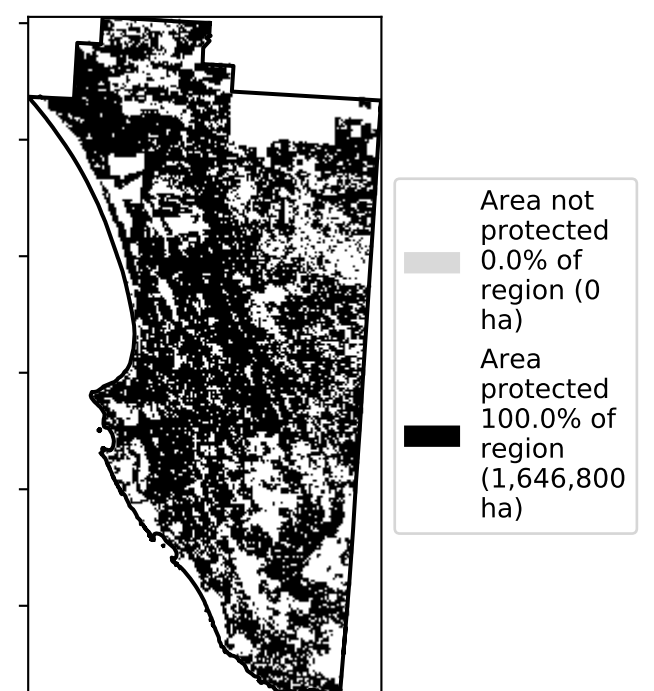 Area not
protected
0.0% of
region (0
ha)
Area
protected
100.0% of
region
(1,646,800
ha)